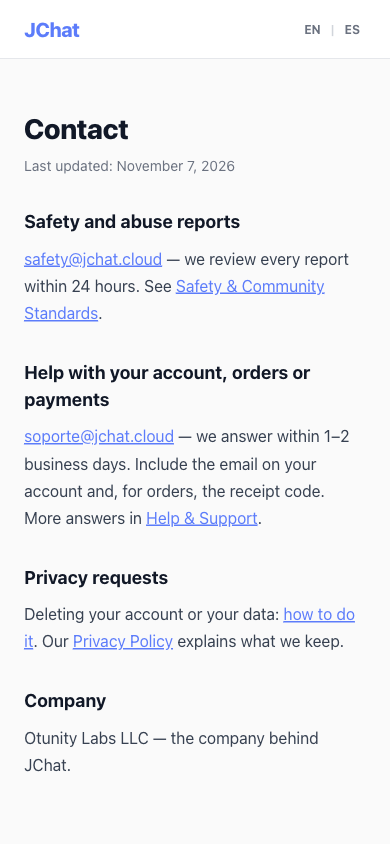 JChat
EN | ES
Contact
Last updated: November 7, 2026
Safety and abuse reports
safety@jchat.cloud — we review every report
within 24 hours. See Safety & Community
Standards.
Help with your account, orders or
payments
soporte@jchat.cloud — we answer within 1–2
business days. Include the email on your
account and, for orders, the receipt code.
More answers in Help & Support.
Privacy requests
Deleting your account or your data: how to do
it. Our Privacy Policy explains what we keep.
Company
Otunity Labs LLC — the company behind
JChat.